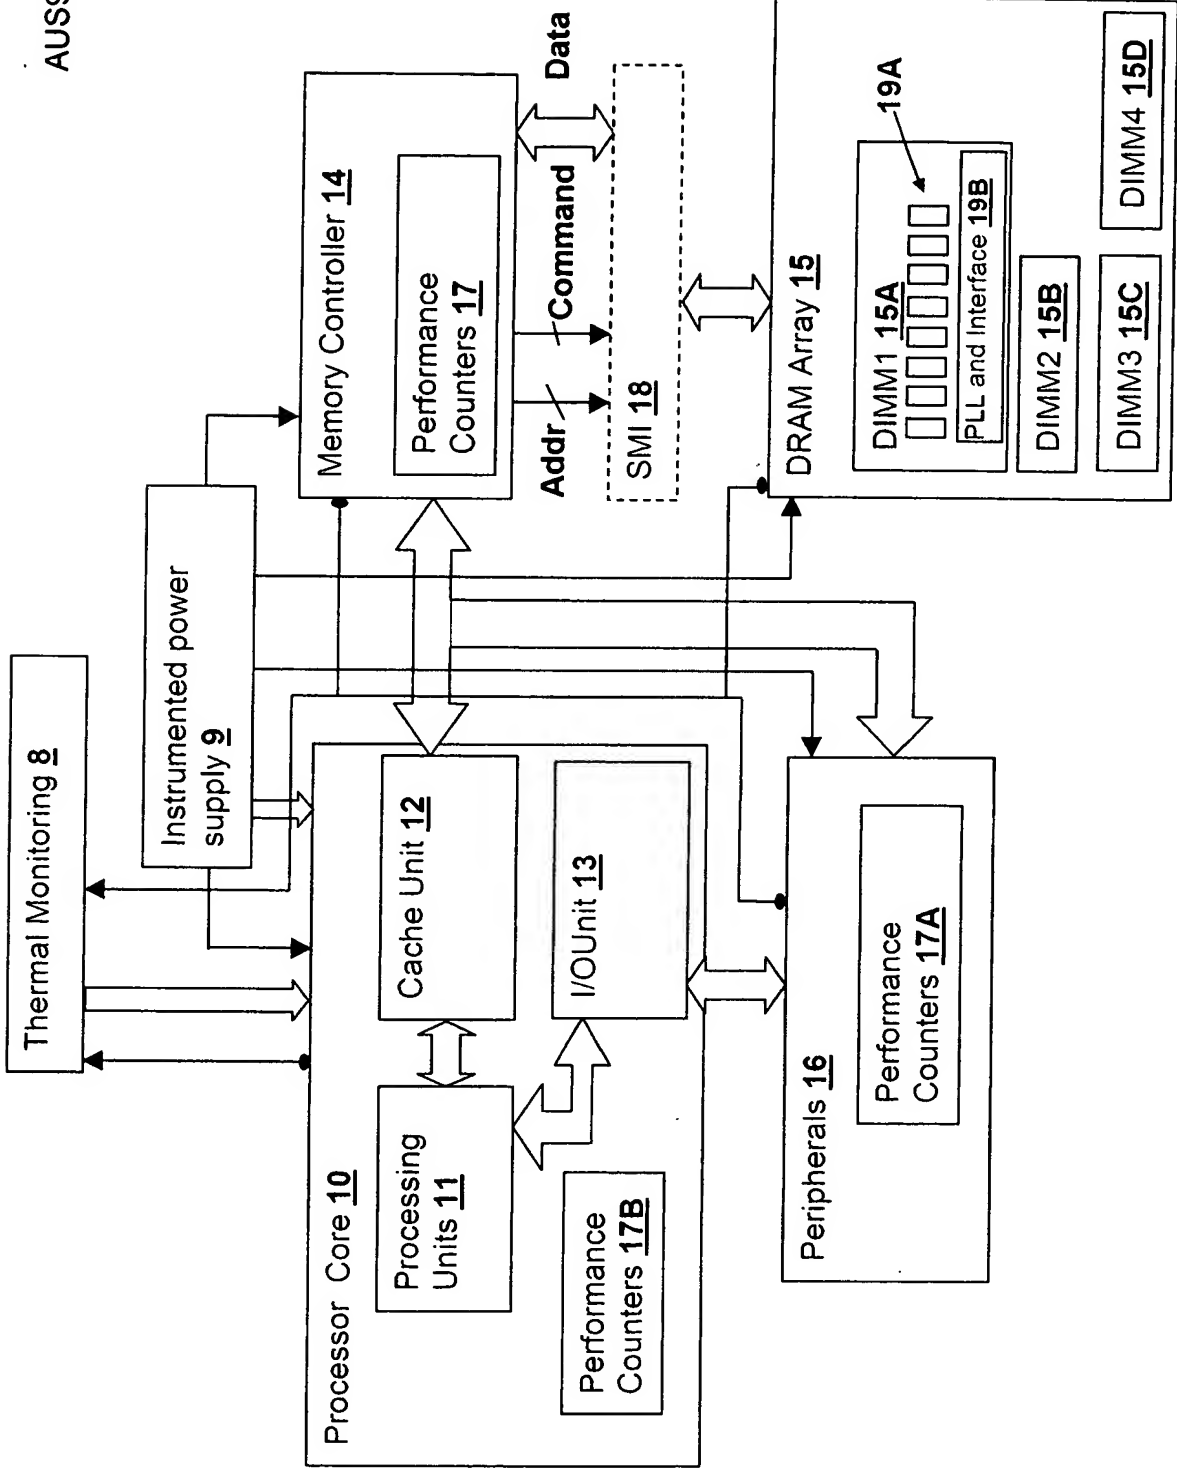 AUS9
Thermal Monitoring 8
Instrumented power
supply 9
Processor Core 10
Processing
Units 11
Cache Unit 12
I/OUnit 13
Performance
Counters 17B
Memory Controller 14
Performance
Counters 17
Addr
Command
Data
SMI 18
Peripherals 16
Performance
Counters 17A
DRAM Array 15
DIMM1 15A
19A
PLL and Interface 19B
DIMM2 15B
DIMM3 15C
DIMM4 15D